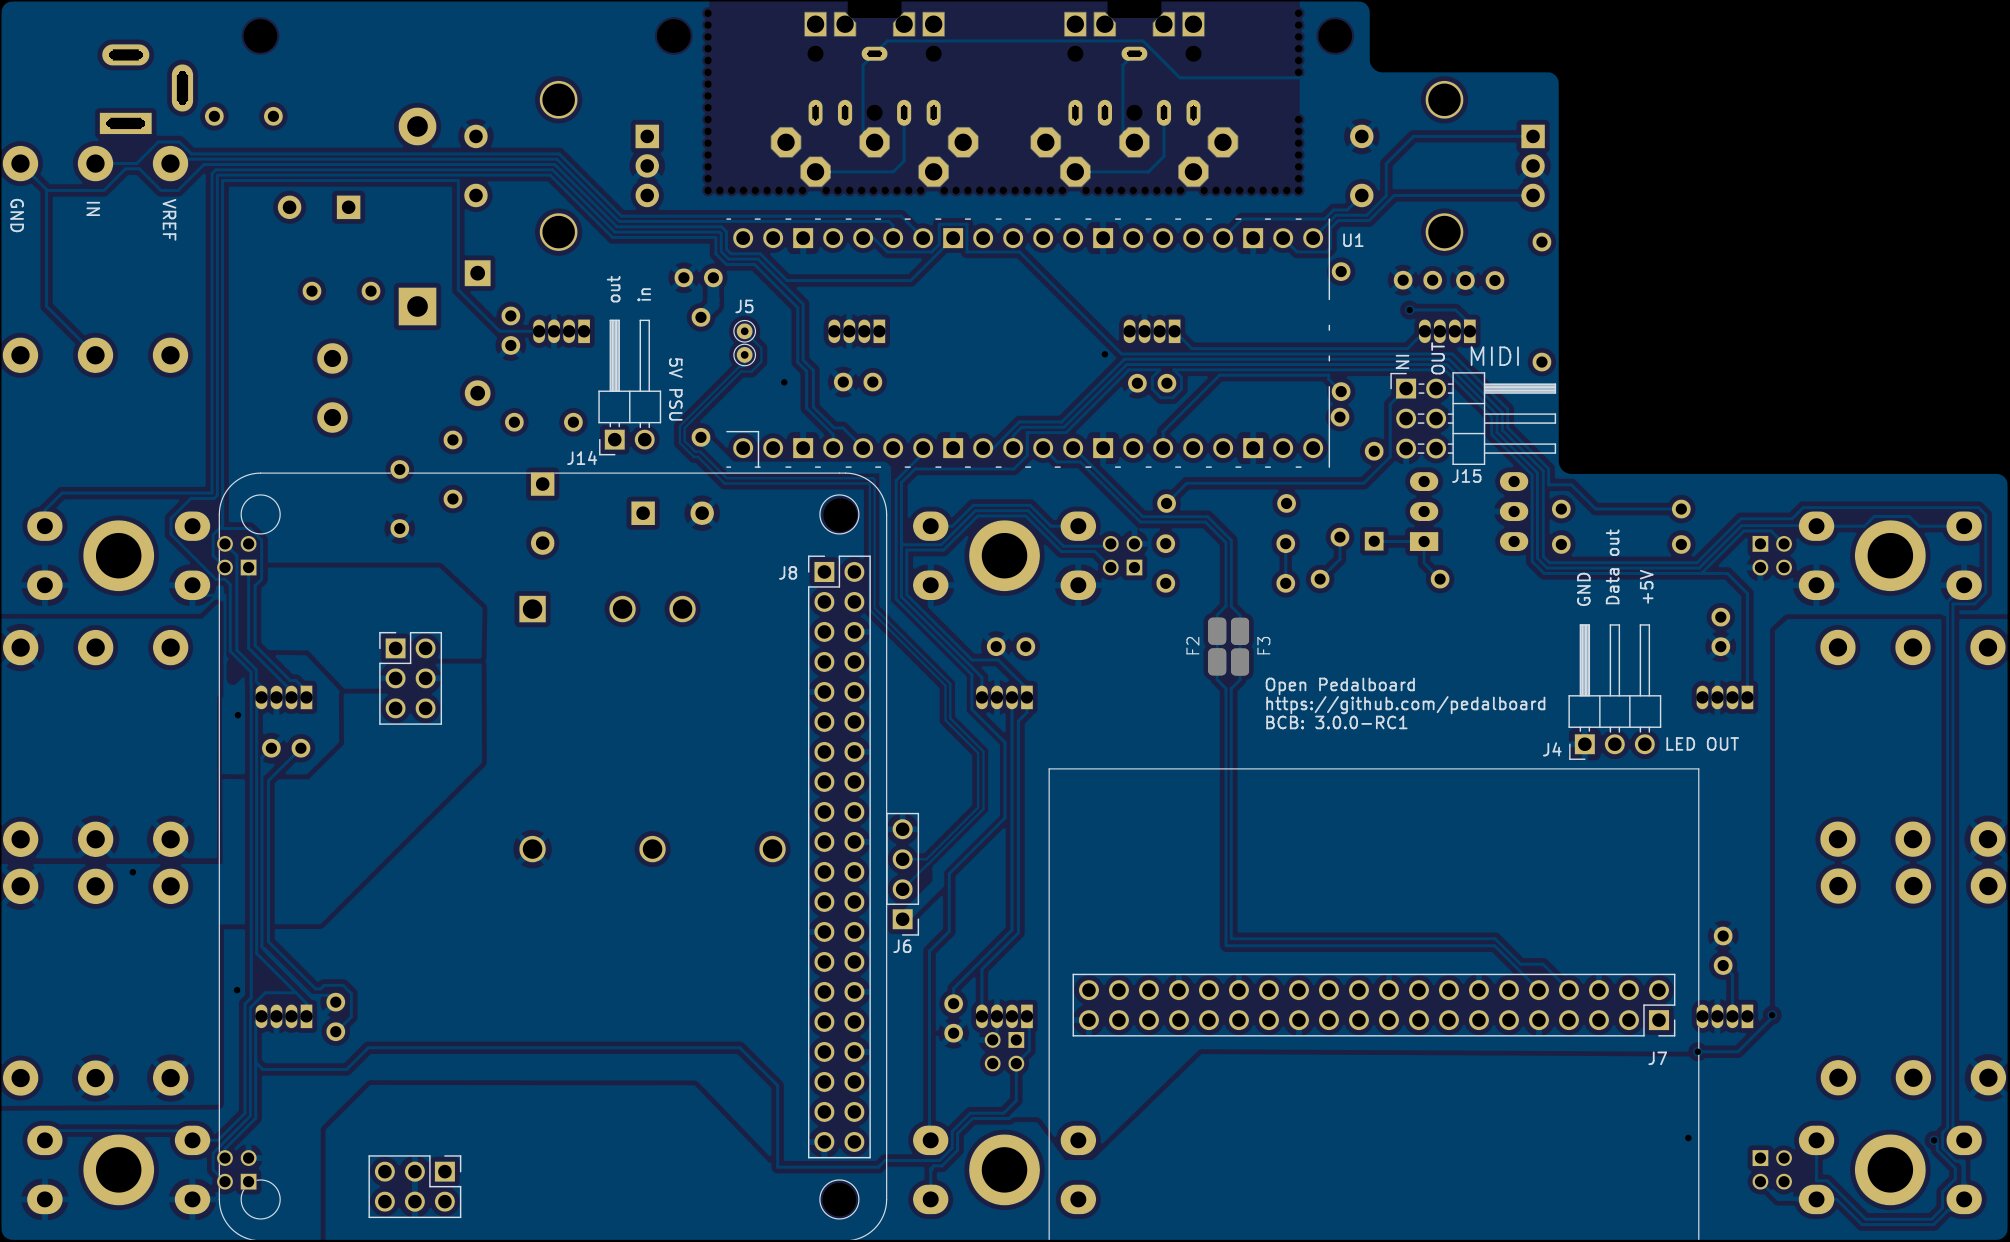 GND
IN
VREF
U1
out
in
J5
5V PSU
J14
IN
OUT
MIDI
J15
J8
GND
Data out
+5V
F2
F3
Open Pedalboard
https://github.com/pedalboard
BCB: 3.0.0-RC1
J4
LED OUT
J6
J7